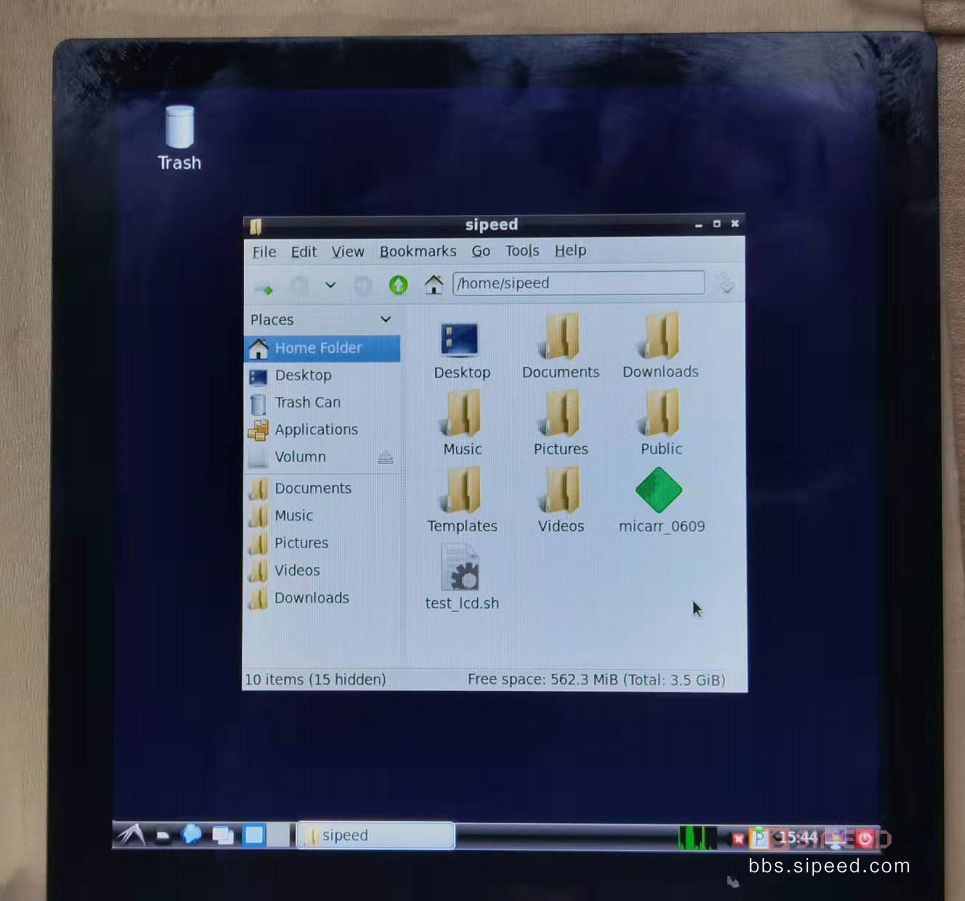 Trash
sipeed
File Edit View Bookmarks Go Tools Help
/home/sipeed
Places
Home Folder
Desktop
Trash Can
Applications
Volumn
Documents
Music
Pictures
Videos
Downloads
Desktop Documents Downloads
Music Pictures Public
Templates Videos micarr_0609
test_lcd.sh
10 items (15 hidden) Free space: 562.3 MiB (Total: 3.5 GiB)
sipeed
15:44
SIPEED
bbs.sipeed.com